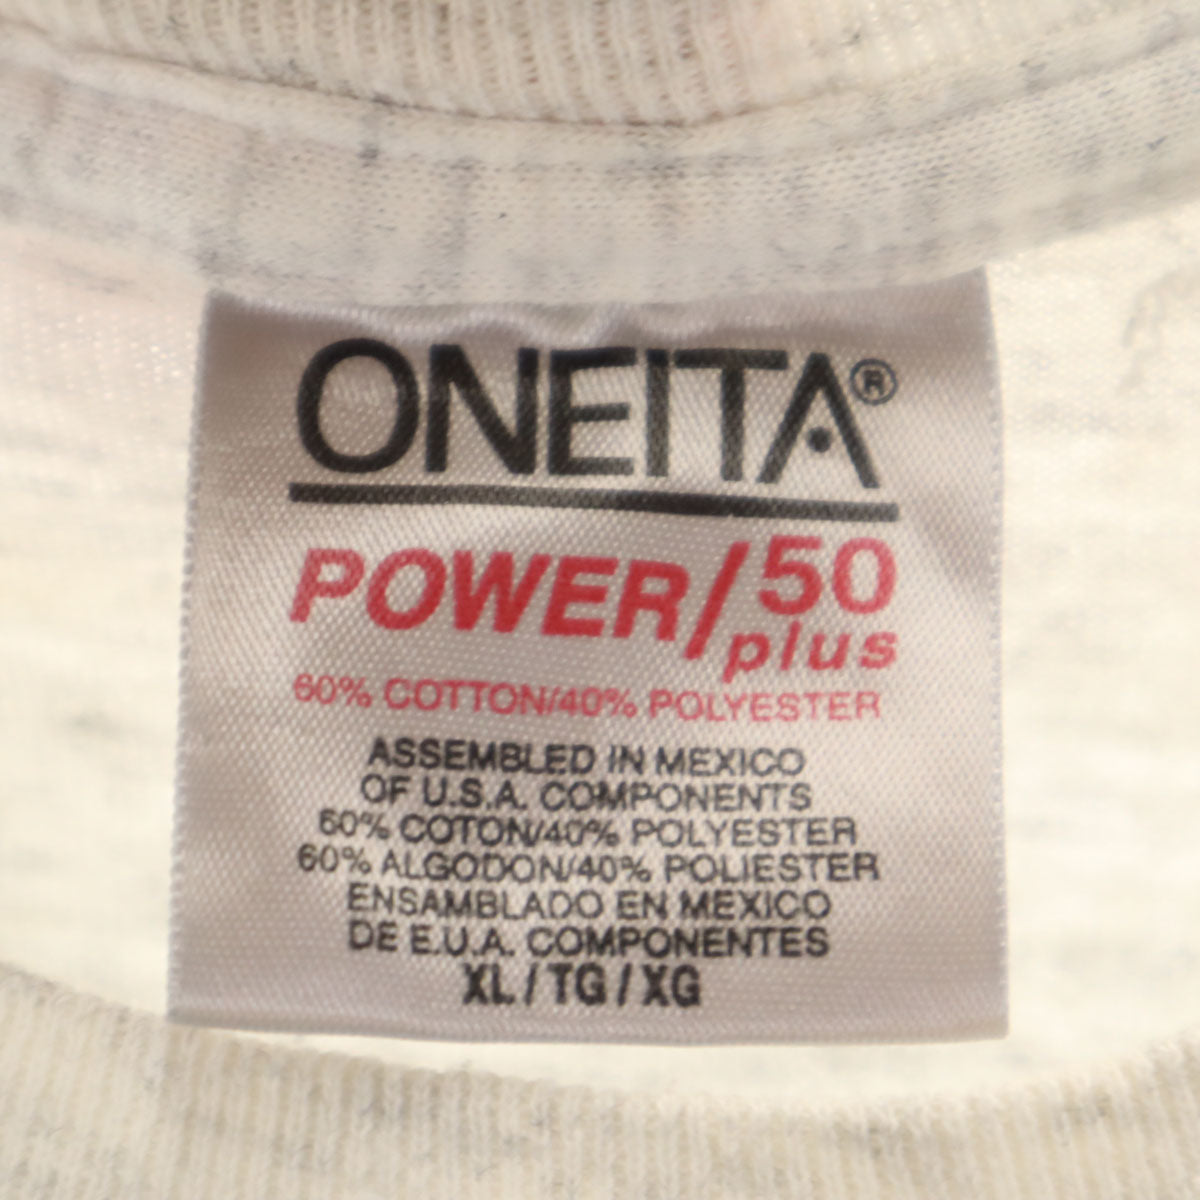 ONEITA®
POWER/50
plus
60% COTTON/40% POLYESTER
ASSEMBLED IN MEXICO
OF U.S.A. COMPONENTS
60% COTON/40% POLYESTER
60% ALGODON/40% POLIESTER
ENSAMBLADO EN MEXICO
DE E.U.A. COMPONENTES
XL / TG / XG